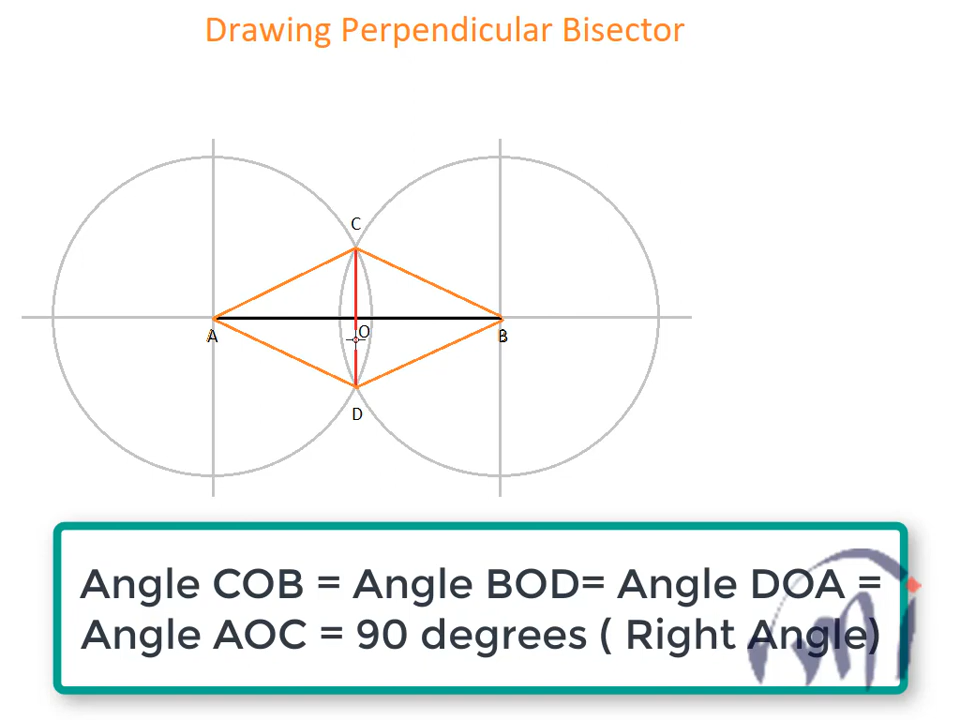 Drawing Perpendicular Bisector
C
A
O
B
D
Angle COB = Angle BOD= Angle DOA =
Angle AOC = 90 degrees ( Right Angle)